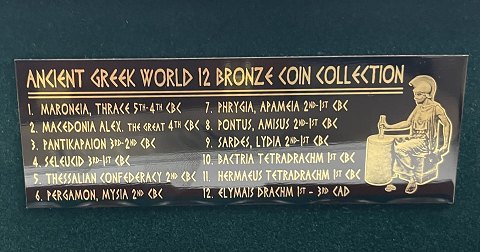 ANCIENT GREEK WORLD 12 BRONZE COIN COLLECTION
1. MARONEIA, THRACE 5TH-4TH CBC
2. MACEDONIA ALEX. THE GREAT 4TH CBC
3. PANTIKAPAION 3RD-2ND CBC
4. SELEUCID 3RD-1ST CBC
5. THESSALIAN CONFEDERACY 2ND CBC
6. PERGAMON, MYSIA 2ND CBC
7. PHRYGIA, APAMEIA 2ND-1ST CBC
8. PONTUS, AMISUS 2ND-1ST CBC
9. SARDES, LYDIA 2ND-1ST CBC
10. BACTRIA TETRADRACHM 1ST CBC
11. HERMAEUS TETRADRACHM 1ST CBC
12. ELYMAIS DRACHM 1ST - 3RD CAD